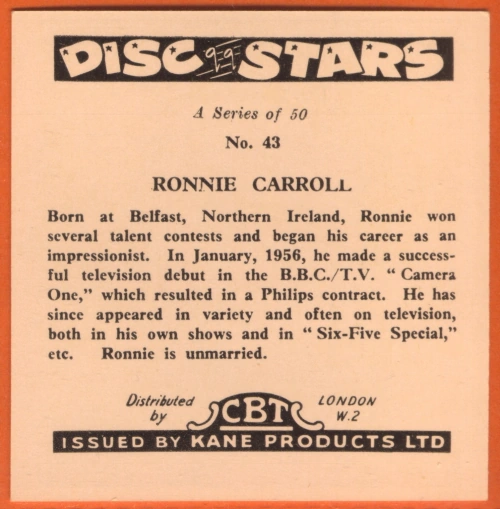 DISC STARS
A Series of 50
No. 43
RONNIE CARROLL
Born at Belfast, Northern Ireland, Ronnie won
several talent contests and began his career as an
impressionist. In January, 1956, he made a success-
ful television debut in the B.B.C./T.V. “Camera
One,” which resulted in a Philips contract. He has
since appeared in variety and often on television,
both in his own shows and in “Six-Five Special,”
etc. Ronnie is unmarried.
Distributed by CBT LONDON W.2
ISSUED BY KANE PRODUCTS LTD